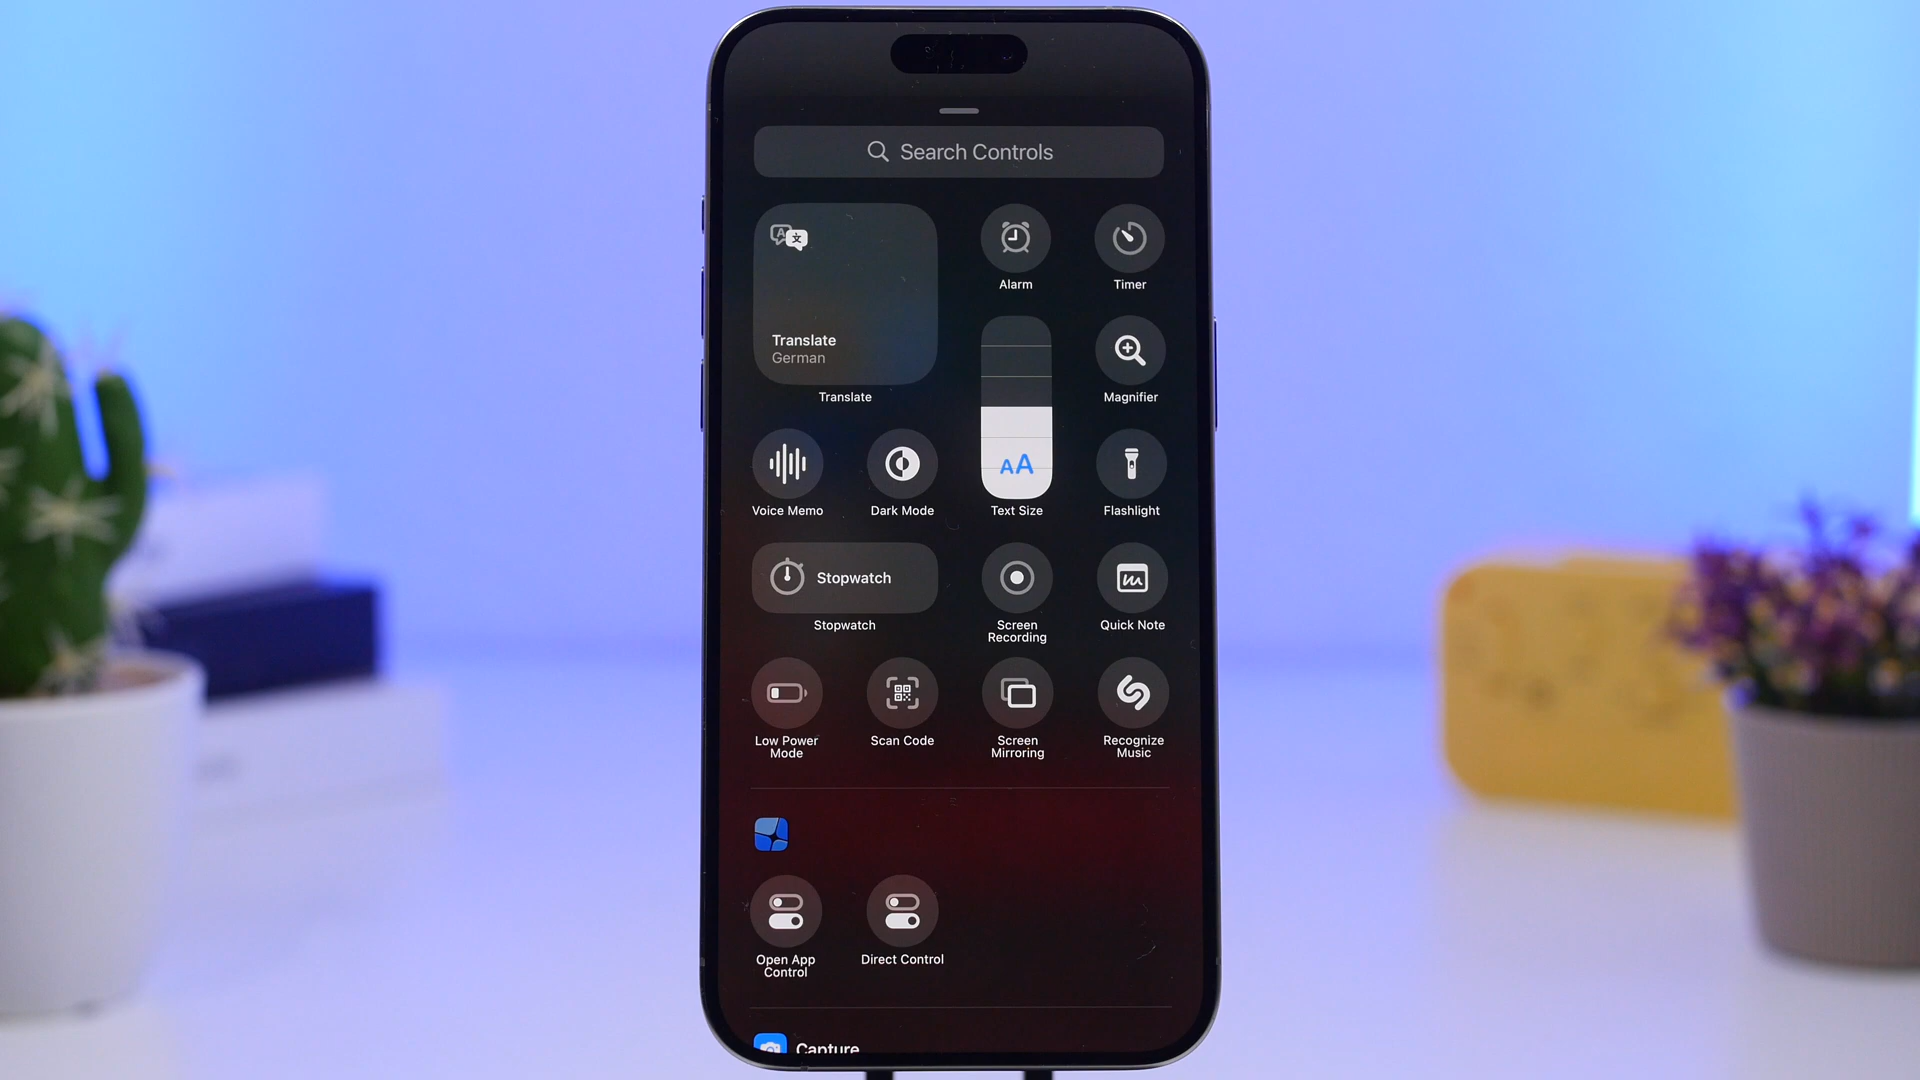 Search Controls
Translate
German
Translate
Alarm
Timer
Magnifier
Voice Memo
Dark Mode
AA
Text Size
Flashlight
Stopwatch
Stopwatch
Screen
Recording
Quick Note
Low Power
Mode
Scan Code
Screen
Mirroring
Recognize
Music
Open App
Control
Direct Control
Capture